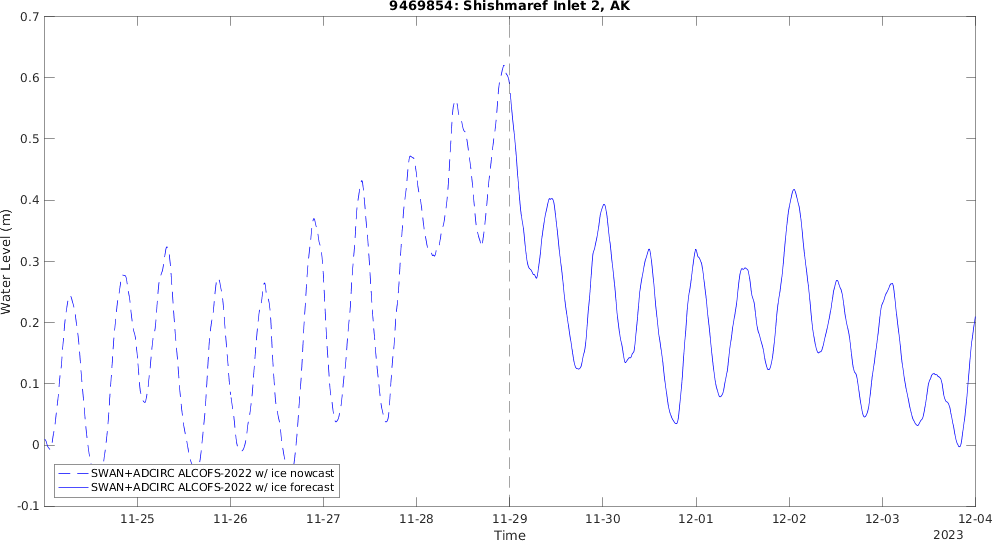 9469854: Shishmaref Inlet 2, AK
0.7
0.6
0.5
0.4
0.3
0.2
0.1
0
-0.1
Water Level (m)
SWAN+ADCIRC ALCOFS-2022 w/ ice nowcast
SWAN+ADCIRC ALCOFS-2022 w/ ice forecast
11-25 11-26 11-27 11-28 11-29 11-30 12-01 12-02 12-03 12-04
Time
2023